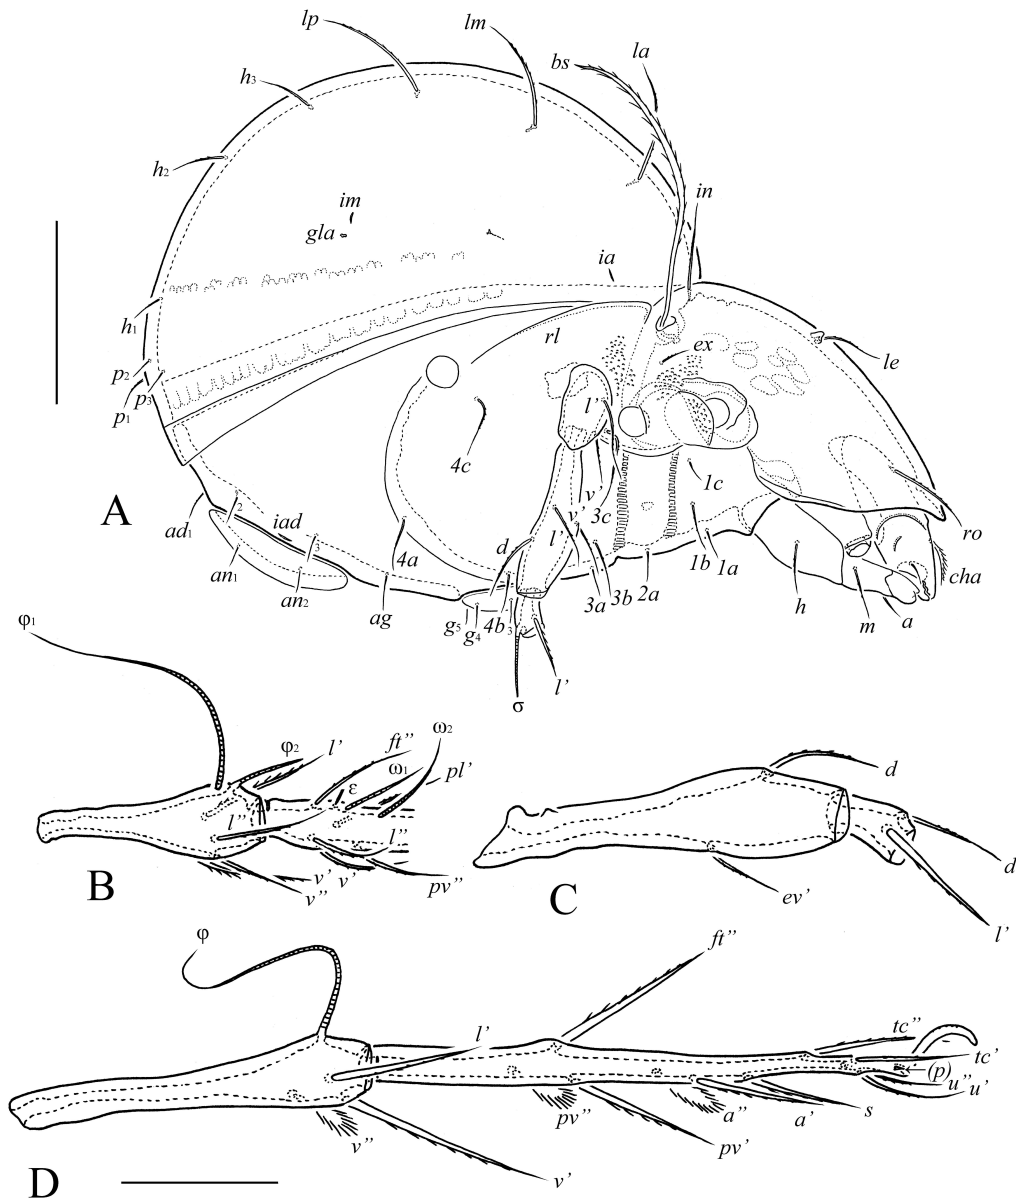 lp
lm
la
bs
h3
h2
im
in
gla
ia
h1
rl
ex
le
p2
p3
p1
l’
4c
1c
v’
3c
v’
A
2
ro
ad1
iad
3
l’
d
4a
1b
1a
cha
an1
3b
2a
h
an2
3a
m
a
ag
g5
g4
4b
3
φ1
l’
σ
ω2
ft”
φ2
l’
ω1
pl’
d
ε
l”
l”
B
v’
v’
pv”
C
ev’
d
v”
l’
φ
ft”
l’
tc”
tc’
(p)
u”
u’
pv”
a”
a’
s
v”
pv’
D
v’